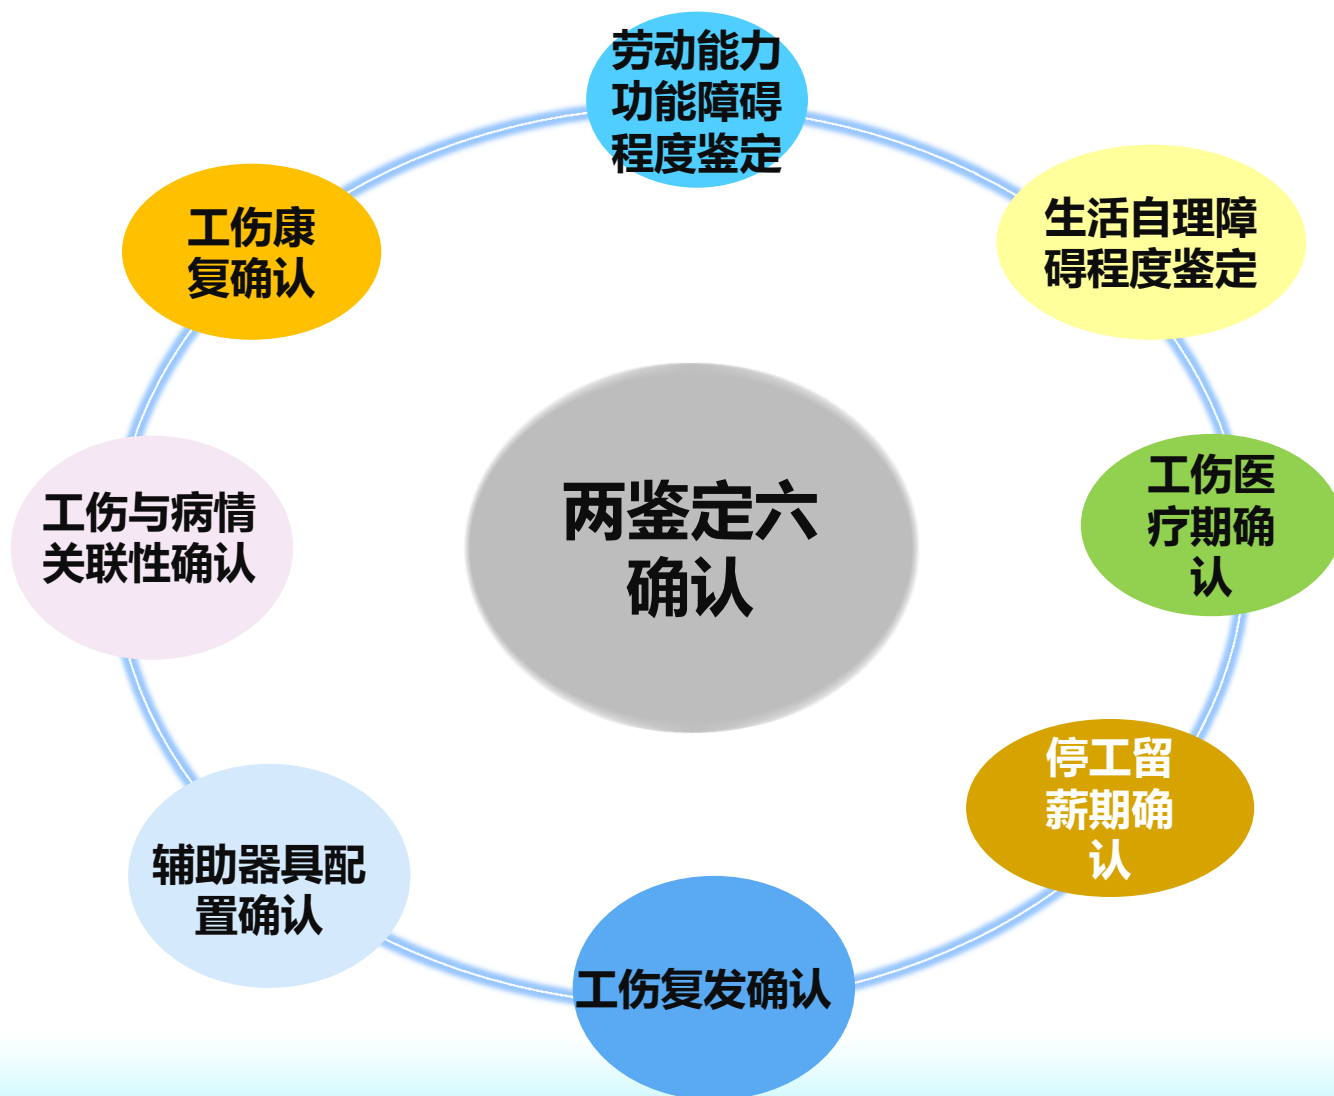 劳动能力
功能障碍
程度鉴定
生活自理障
碍程度鉴定
工伤医
疗期确
认
停工留
薪期确
认
工伤复发确认
辅助器具配
置确认
工伤与病情
关联性确认
工伤康
复确认
两鉴定六
确认